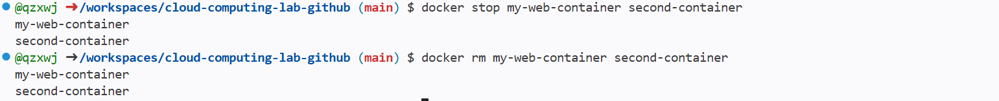 @qzxwj ➜/workspaces/cloud-computing-lab-github (main) $ docker stop my-web-container second-container
my-web-container
second-container
@qzxwj ➜/workspaces/cloud-computing-lab-github (main) $ docker rm my-web-container second-container
my-web-container
second-container